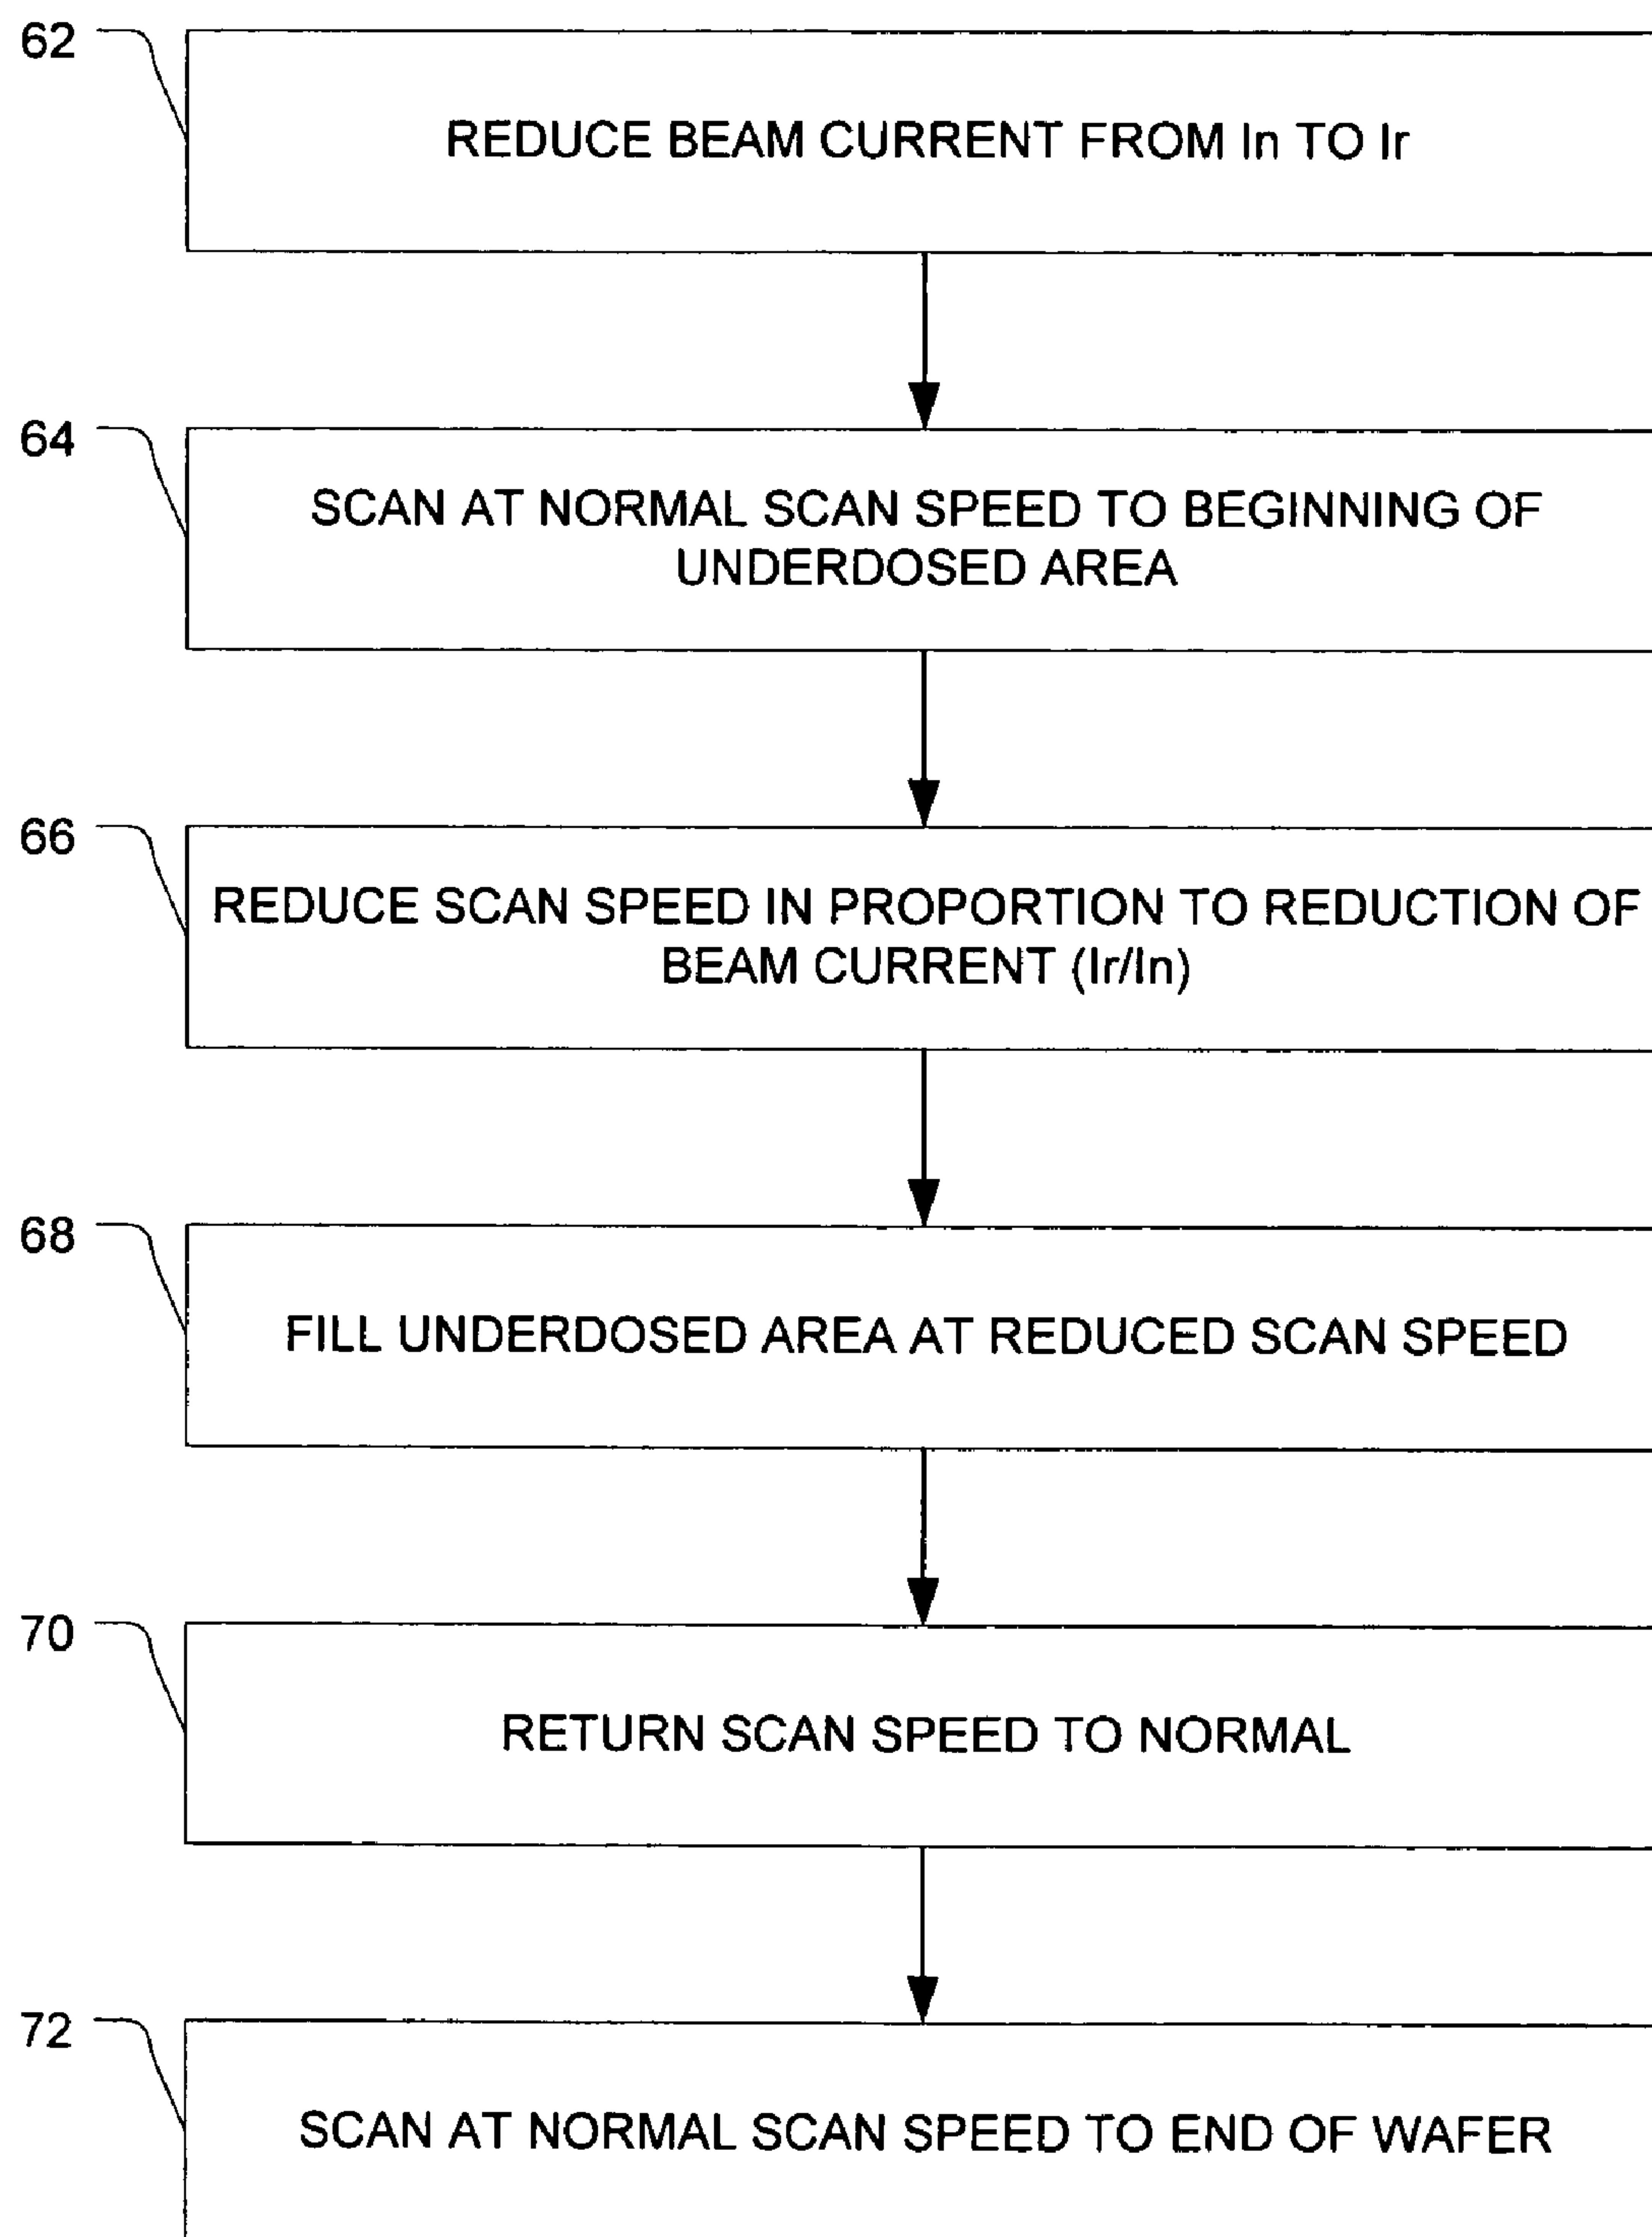 62
REDUCE BEAM CURRENT FROM In TO Ir
64
SCAN AT NORMAL SCAN SPEED TO BEGINNING OF
UNDERDOSED AREA
66
REDUCE SCAN SPEED IN PROPORTION TO REDUCTION OF
BEAM CURRENT (Ir/In)
68
FILL UNDERDOSED AREA AT REDUCED SCAN SPEED
70
RETURN SCAN SPEED TO NORMAL
72
SCAN AT NORMAL SCAN SPEED TO END OF WAFER